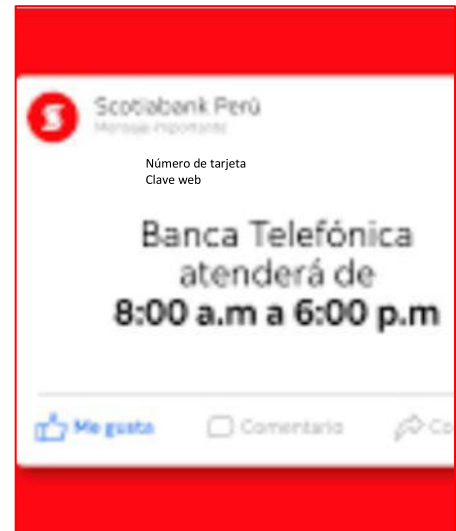 Scotiabank Perú
Mensaje importante
Número de tarjeta
Clave web
Banca Telefónica
atenderá de
8:00 a.m a 6:00 p.m
Me gusta
Comentario
Co